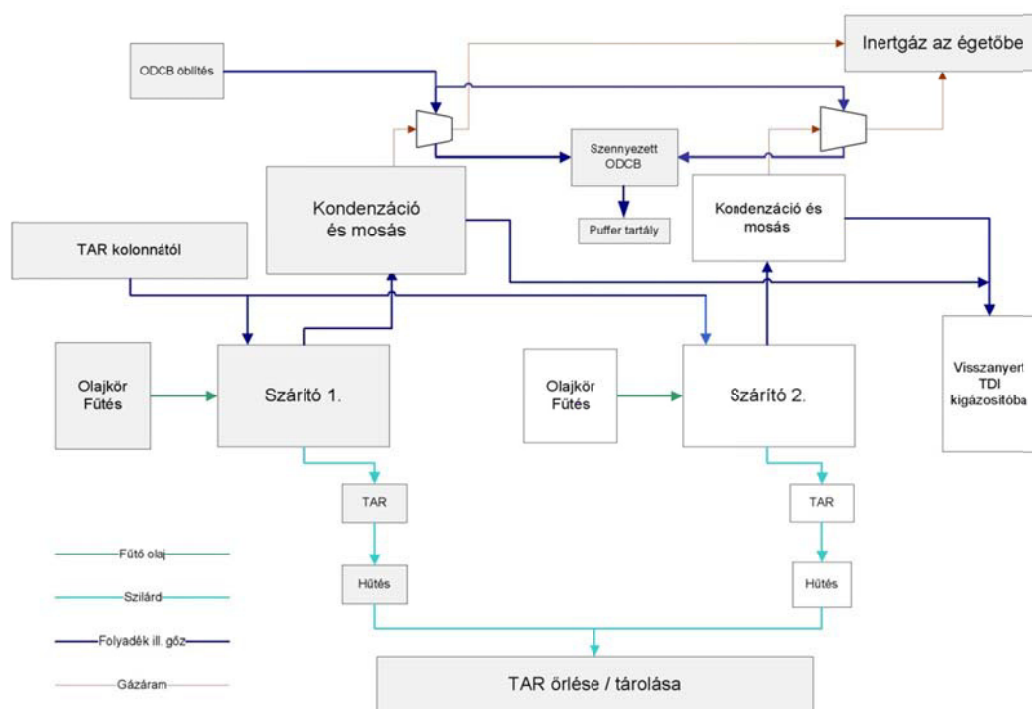 Inertgáz az égetőbe
ODCB öblítés
Szennyezett
ODCB
Kondenzáció
és mosás
Kondenzáció és
mosás
Puffer tartály
TAR kolonnától
Olajkör
Fűtés
Szárító 1.
Olajkör
Fűtés
Szárító 2.
Visszanyert
TDI
kigázosítóba
TAR
TAR
Fűtő olaj
Hűtés
Hűtés
Szilárd
Folyadék ill. gőz
Gázáram
TAR őrlése / tárolása